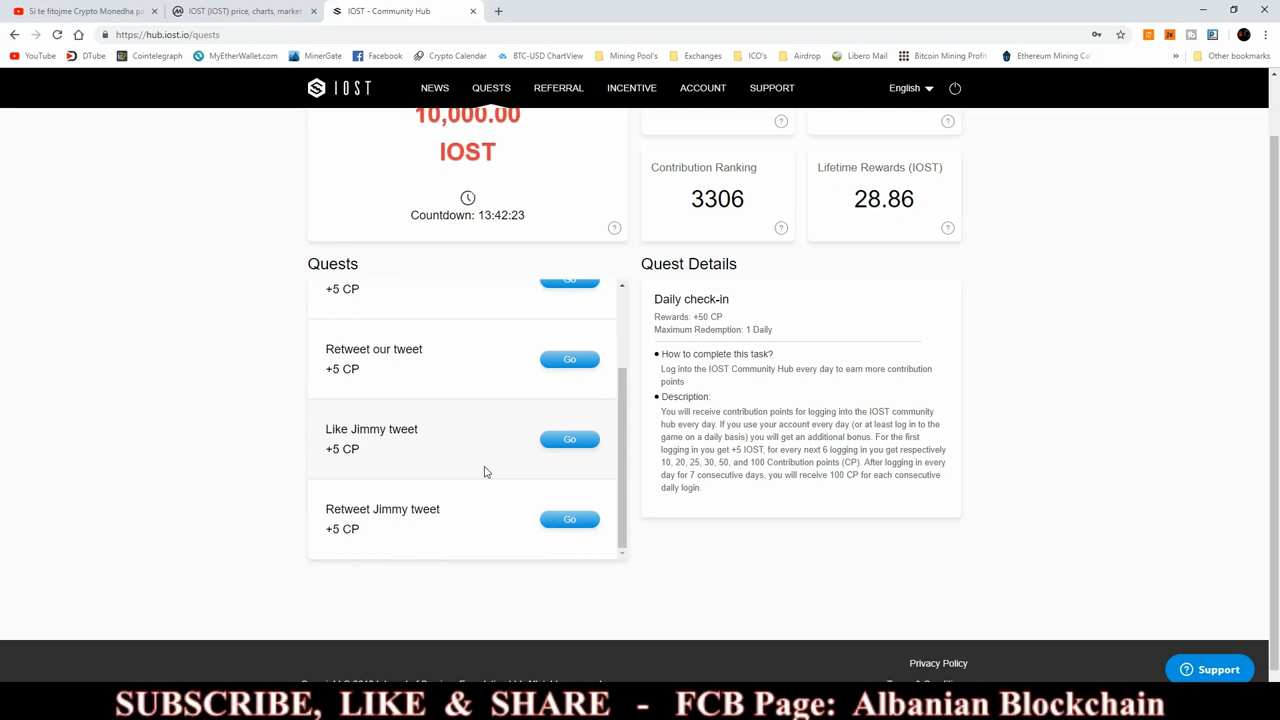 Si te fitojme Crypto Monedha pa
IOST (IOST) price, charts, market
IOST - Community Hub
https://hub.iost.io/quests
YouTube
DTube
Cointelegraph
MyEtherWallet.com
MinerGate
Facebook
Crypto Calendar
BTC-USD ChartView
Mining Pool's
Exchanges
ICO's
Airdrop
Libero Mail
Bitcoin Mining Profit
Ethereum Mining Cal
»
Other bookmarks
IOST
NEWS
QUESTS
REFERRAL
INCENTIVE
ACCOUNT
SUPPORT
English
10,000.00
IOST
Countdown: 13:42:23
?
?
?
Contribution Ranking
3306
?
Lifetime Rewards (IOST)
28.86
?
Quests
+5 CP
Go
Retweet our tweet
+5 CP
Go
Like Jimmy tweet
+5 CP
Go
Retweet Jimmy tweet
+5 CP
Go
Quest Details
Daily check-in
Rewards: +50 CP
Maximum Redemption: 1 Daily
• How to complete this task?
Log into the IOST Community Hub every day to earn more contribution
points
• Description:
You will receive contribution points for logging into the IOST community
hub every day. If you use your account every day (or at least log in to the
game on a daily basis) you will get an additional bonus. For the first
logging in you get +5 IOST, for every next 6 logging in you get respectively
10, 20, 25, 30, 50, and 100 Contribution points (CP). After logging in every
day for 7 consecutive days, you will receive 100 CP for each consecutive
daily login.
Privacy Policy
? Support
SUBSCRIBE, LIKE & SHARE - FCB Page: Albanian Blockchain